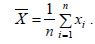 X̅ = 1/n ∑_{i=1}^{n} x_i .